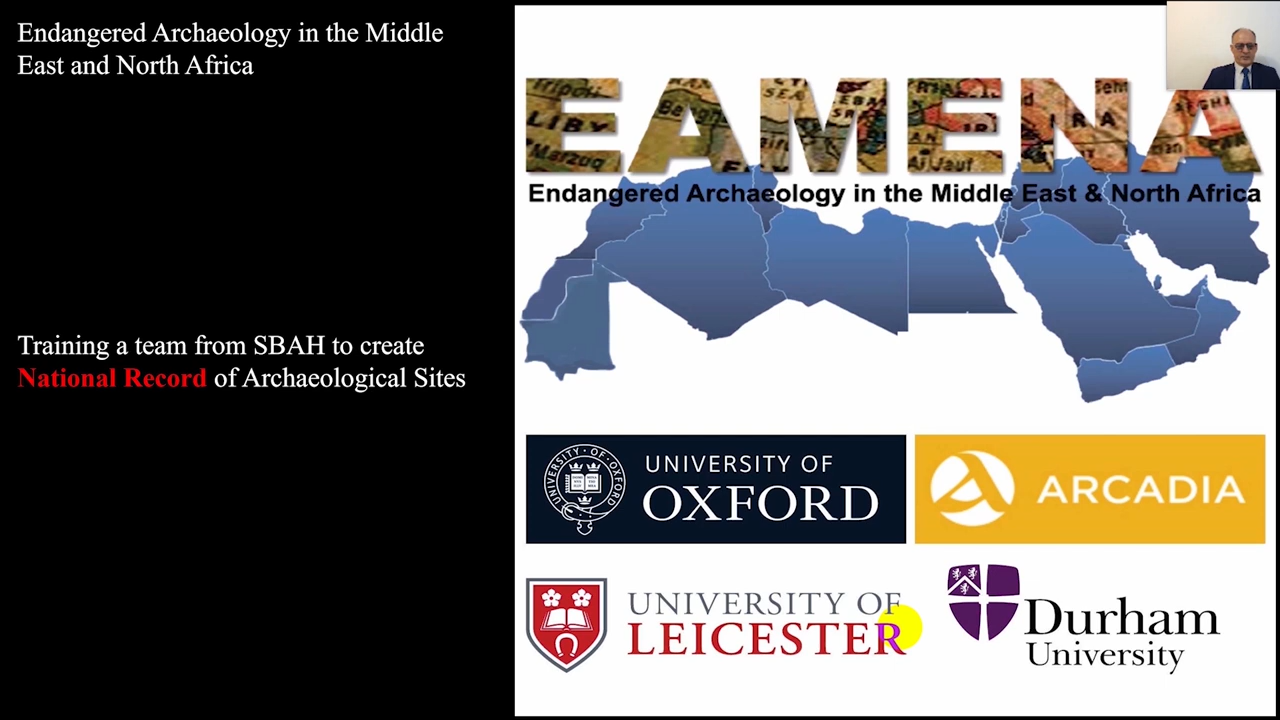 Endangered Archaeology in the Middle
East and North Africa
Training a team from SBAH to create
National Record of Archaeological Sites
EAMENA
Endangered Archaeology in the Middle East & North Africa
UNIVERSITY OF
OXFORD
ARCADIA
UNIVERSITY OF
LEICESTER
Durham
University